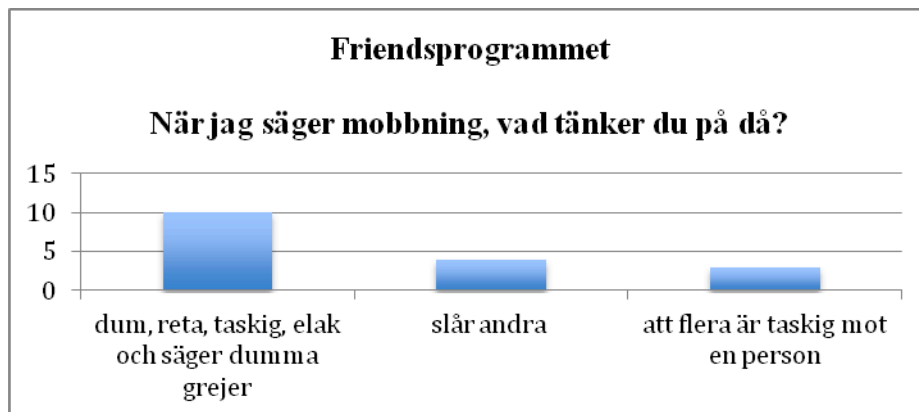 Friendsprogrammet
När jag säger mobbning, vad tänker du på då?
15
10
5
0
dum, reta, taskig, elak
och säger dumma
grejer
slår andra
att flera är taskig mot
en person